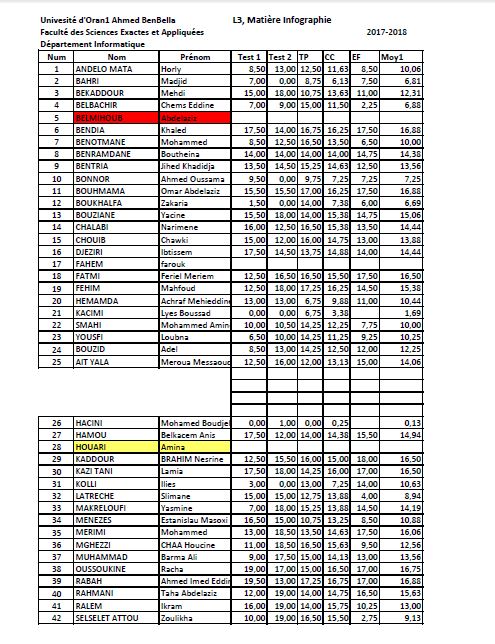 Univesité d'Oran1 Ahmed BenBella L3, Matière Infographie
Faculté des Sciences Exactes et Appliquées 2017-2018
Département Informatique
Num Nom Prénom Test 1 Test 2 TP CC EF Moy1
1 ANDELO MATA Horly 8,50 13,00 12,50 11,63 8,50 10,06
2 BAHRI Madjid 7,00 0,00 8,75 6,13 7,50 6,81
3 BEKADDOUR Mehdi 15,00 18,00 10,75 13,63 11,00 12,31
4 BELBACHIR Chems Eddine 7,00 9,00 15,00 11,50 2,25 6,88
5 BELMIHOUB Abdelaziz
6 BENDIA Khaled 17,50 14,00 16,75 16,25 17,50 16,88
7 BENOTMANE Mohammed 8,50 12,50 16,50 13,50 6,50 10,00
8 BENRAMDANE Boutheina 14,00 14,00 14,00 14,00 14,75 14,38
9 BENTRIA Jihed Khadidja 13,50 14,50 15,25 14,63 12,50 13,56
10 BONNOR Ahmed Oussama 9,50 0,00 9,75 7,25 7,25 7,25
11 BOUHMAMA Omar Abdelaziz 15,50 15,50 17,00 16,25 17,50 16,88
12 BOUKHALFA Zakaria 1,50 0,00 14,00 7,38 6,00 6,69
13 BOUZIANE Yacine 15,50 18,00 14,00 15,38 14,75 15,06
14 CHALABI Narimene 16,00 12,50 16,50 15,38 13,50 14,44
15 CHOUIB Chawki 15,00 12,00 16,00 14,75 13,00 13,88
16 DJEZIRI Ibtissem 17,50 14,50 13,75 14,88 14,00 14,44
17 FAHEM farouk
18 FATMI Feriel Meriem 12,50 16,50 16,50 15,50 17,50 16,50
19 FEHIM Mahfoud 12,50 18,00 17,25 16,25 14,50 15,38
20 HEMAMDA Achraf Mehieddin 13,00 13,00 6,75 9,88 11,00 10,44
21 KACIMI Lyes Boussad 0,00 0,00 6,75 3,38 1,69
22 SMAHI Mohammed Amin 10,00 10,50 14,25 12,25 7,75 10,00
23 YOUSFI Loubna 6,50 10,00 14,25 11,25 9,25 10,25
24 BOUZID Adel 8,50 13,50 14,00 12,50 12,00 12,25
25 AIT YALA Meroua Messaoud 12,50 16,00 12,00 13,13 15,00 14,06
26 HACINI Mohamed Boudjel 0,00 1,00 0,00 0,25 0,13
27 HAMOU Belkacem Anis 17,50 12,00 14,00 14,38 15,50 14,94
28 HOUARI Amina
29 KADDOUR BRAHIM Nesrine 12,50 15,50 16,00 15,00 18,00 16,50
30 KAZI TANI Lamia 17,50 18,00 14,25 16,00 17,00 16,50
31 KOLLI Ilies 3,00 0,00 13,00 7,25 14,00 10,63
32 LATRECHE Slimane 15,00 15,00 12,75 13,88 4,00 8,94
33 MAKRELOUFI Yasmine 7,00 18,00 15,25 13,88 14,50 14,19
34 MENEZES Estanislau Masoxi 16,50 15,00 10,75 13,25 8,50 10,88
35 MERIMI Mohammed 13,00 18,50 13,50 14,63 17,50 16,06
36 MGHEZZI CHAA Houcine 11,00 18,50 16,50 15,63 9,50 12,56
37 MUHAMMAD Barma Ali 9,00 17,50 15,00 14,13 13,00 13,56
38 OUSSOUKINE Racha 19,00 17,00 15,00 16,50 17,00 16,75
39 RABAH Ahmed Imed Eddin 19,50 13,00 17,25 16,75 17,00 16,88
40 RAHMANI Taha Abdelaziz 12,00 19,00 14,00 14,75 16,50 15,63
41 RALEM Ikram 16,00 19,00 14,00 15,75 10,25 13,00
42 SELSELET ATTOU Zoulikha 10,00 19,00 16,50 15,50 2,75 9,13